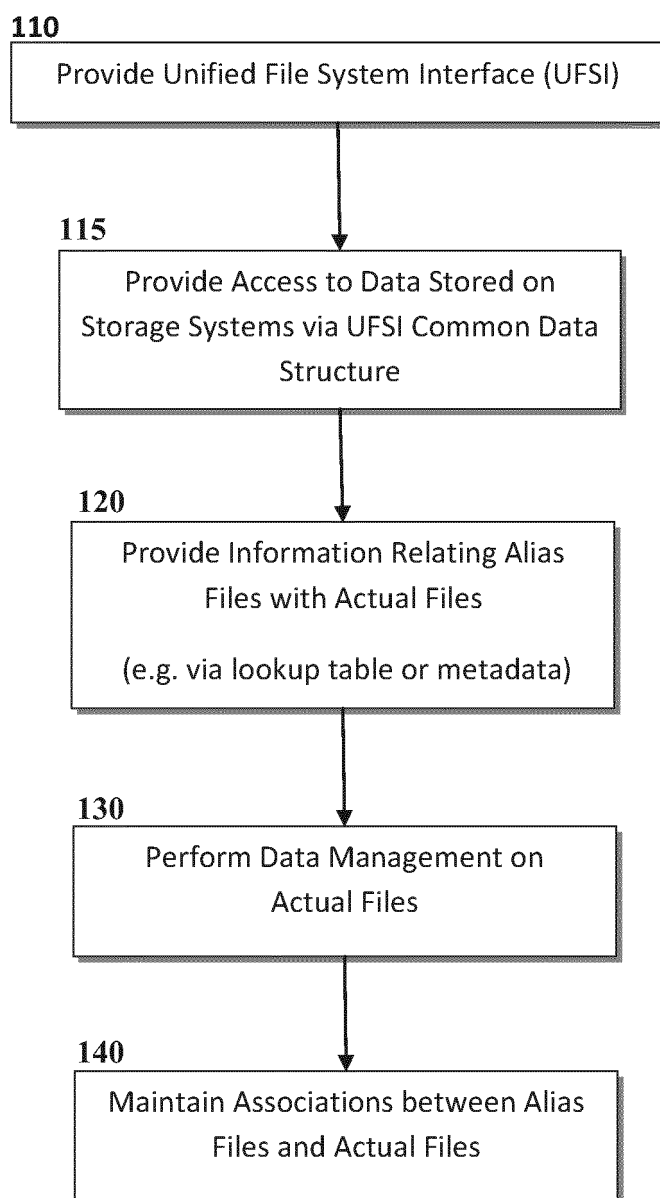 110
Provide Unified File System Interface (UFSI)
115
Provide Access to Data Stored on
Storage Systems via UFSI Common Data
Structure
120
Provide Information Relating Alias
Files with Actual Files
(e.g. via lookup table or metadata)
130
Perform Data Management on
Actual Files
140
Maintain Associations between Alias
Files and Actual Files